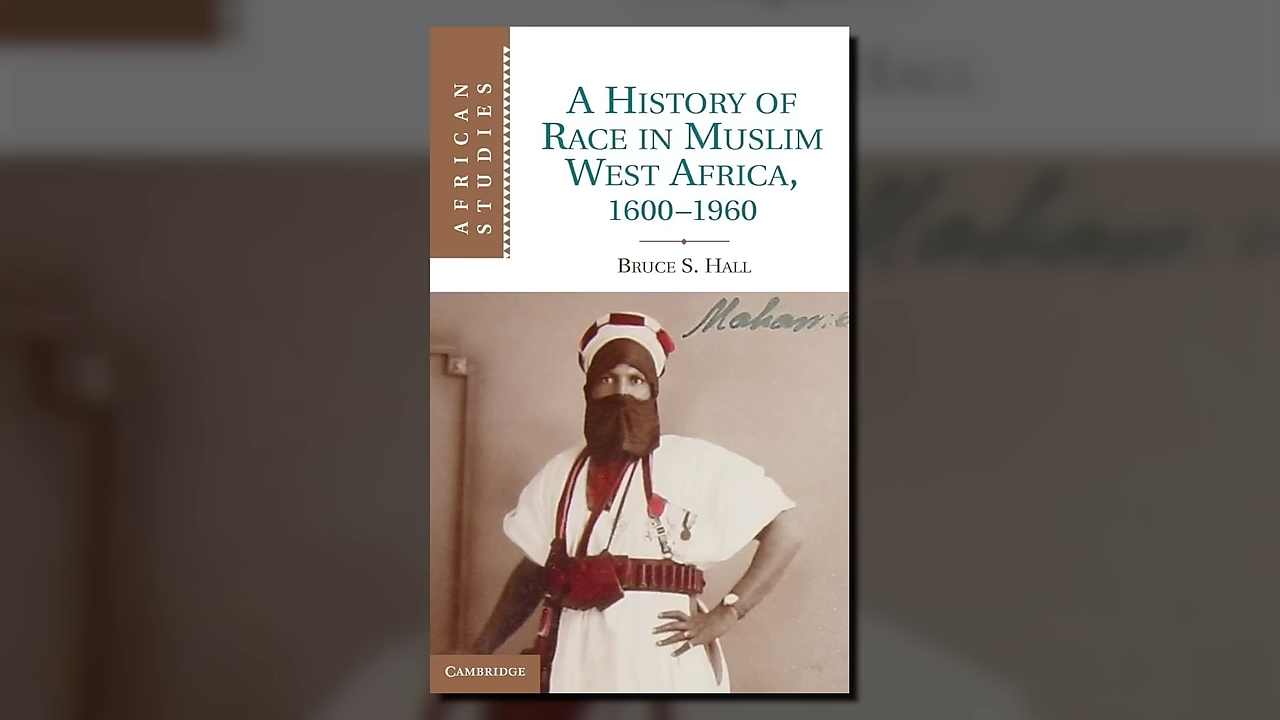 AFRICAN
STUDIES
A HISTORY OF
RACE IN MUSLIM
WEST AFRICA,
1600–1960
BRUCE S. HALL
CAMBRIDGE